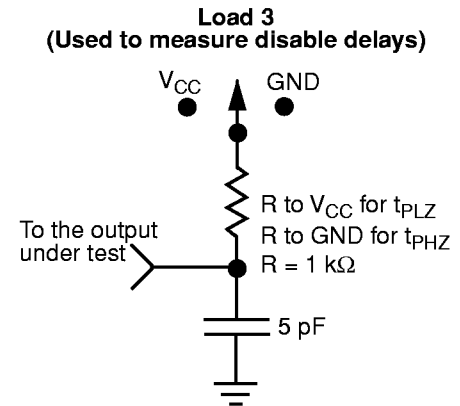 Load 3
(Used to measure disable delays)
VCC
GND
R to VCC for tPLZ
R to GND for tPHZ
R = 1 kΩ
To the output
under test
5 pF